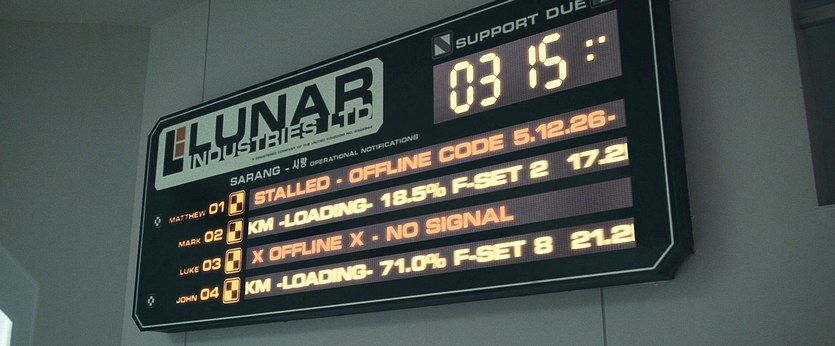 SUPPORT DUE
03 15
LUNAR
INDUSTRIES LTD
SARANG - 사랑 OPERATIONAL NOTIFICATIONS
MATTHEW 01 STALLED - OFFLINE CODE 5.12.26-
MARK 02 KM -LOADING- 18.5% F-SET 2 17.2
LUKE 03 X OFFLINE X - NO SIGNAL
JOHN 04 KM -LOADING- 71.0% F-SET 8 21.2